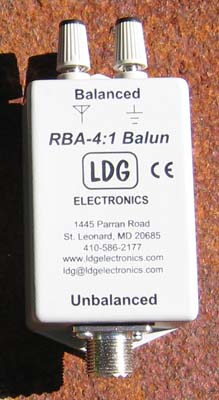 Balanced
RBA-4:1 Balun
LDG CE
ELECTRONICS
1445 Parran Road
St. Leonard, MD 20685
410-586-2177
www.ldgelectronics.com
ldg@ldgelectronics.com
Unbalanced